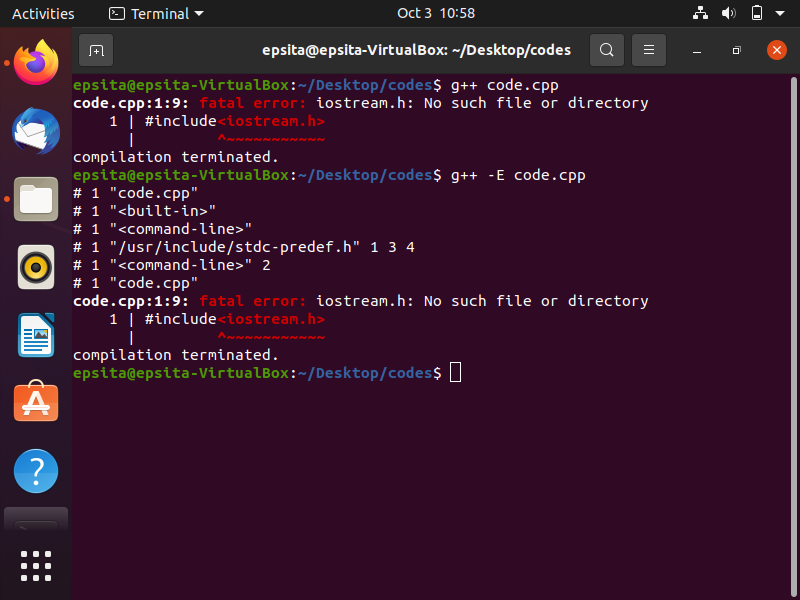 Activities
Terminal
Oct 3 10:58
epsita@epsita-VirtualBox: ~/Desktop/codes
epsita@epsita-VirtualBox:~/Desktop/codes$ g++ code.cpp
code.cpp:1:9: fatal error: iostream.h: No such file or directory
    1 | #include<iostream.h>
      |         ^~~~~~~~~~~~
compilation terminated.
epsita@epsita-VirtualBox:~/Desktop/codes$ g++ -E code.cpp
# 1 "code.cpp"
# 1 "<built-in>"
# 1 "<command-line>"
# 1 "/usr/include/stdc-predef.h" 1 3 4
# 1 "<command-line>" 2
# 1 "code.cpp"
code.cpp:1:9: fatal error: iostream.h: No such file or directory
    1 | #include<iostream.h>
      |         ^~~~~~~~~~~~
compilation terminated.
epsita@epsita-VirtualBox:~/Desktop/codes$